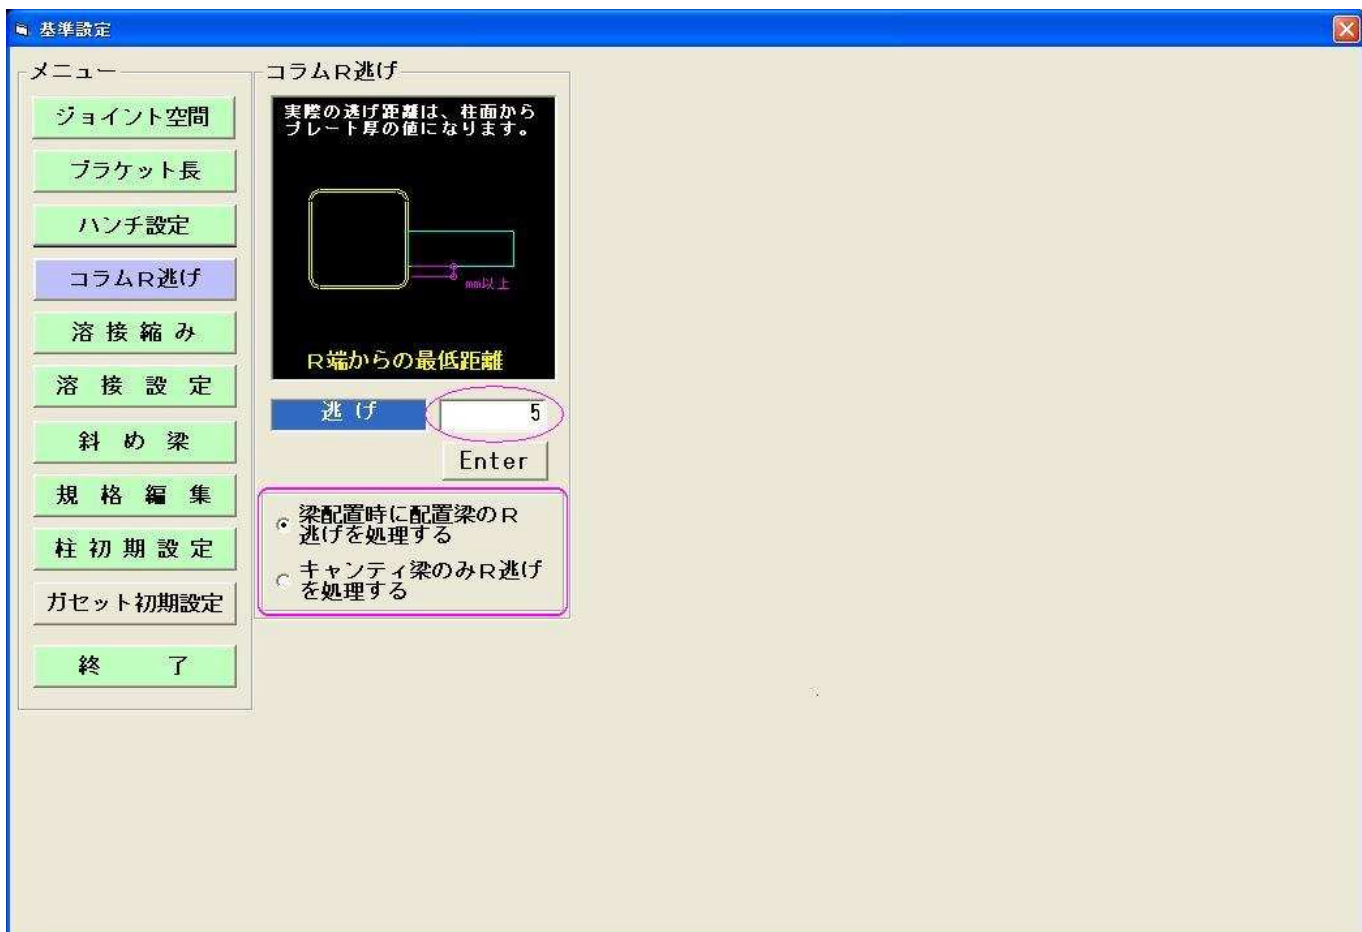 基準設定
メニュー
ジョイント空間
ブラケット長
ハンチ設定
コラムR逃げ
溶接縮み
溶接設定
斜め梁
規格編集
柱初期設定
ガセット初期設定
終了
コラムR逃げ
実際の逃げ距離は、柱面から
プレート厚の値になります。
mm以上
R端からの最低距離
逃げ
5
Enter
梁配置時に配置梁のR
逃げを処理する
キャンティ梁のみR逃げ
を処理する